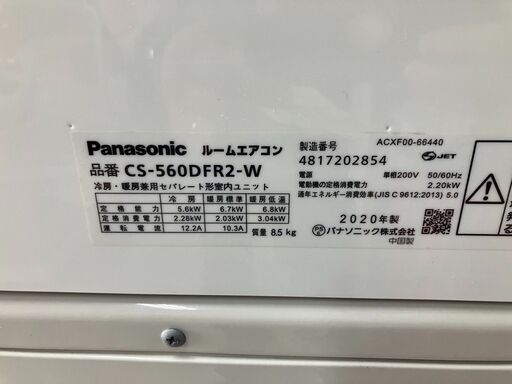 Panasonic ルームエアコン
品番 CS-560DFR2-W
冷房・暖房兼用セパレート形室内ユニット
冷房 暖房標準 暖房低温
定格能力 5.6kW 6.7kW 6.8kW
定格消費電力 2.28kW 2.03kW 3.04kW
運転電流 12.2A 10.3A
質量 8.5 kg
ACXF00-66440
製造番号
4817202854
JET
電源 単相200V 50/60Hz
電動機の定格消費電力 2.20kW
通年エネルギー消費効率(JIS C 9612:2013) 5.0
2020年製
PS E パナソニック株式会社
中国製